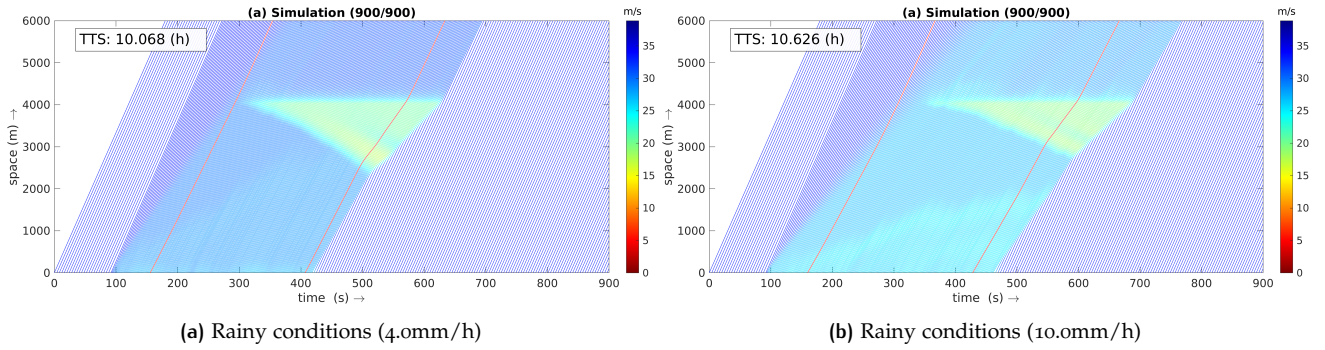 (a) Simulation (900/900)
m/s
6000
5000
4000
3000
2000
1000
0
space (m) →
TTS: 10.068 (h)
35
30
25
20
15
10
5
0
0 100 200 300 400 500 600 700 800 900
time (s) →
(a) Rainy conditions (4.0mm/h)
(a) Simulation (900/900)
m/s
6000
5000
4000
3000
2000
1000
0
space (m) →
TTS: 10.626 (h)
35
30
25
20
15
10
5
0
0 100 200 300 400 500 600 700 800 900
time (s) →
(b) Rainy conditions (10.0mm/h)